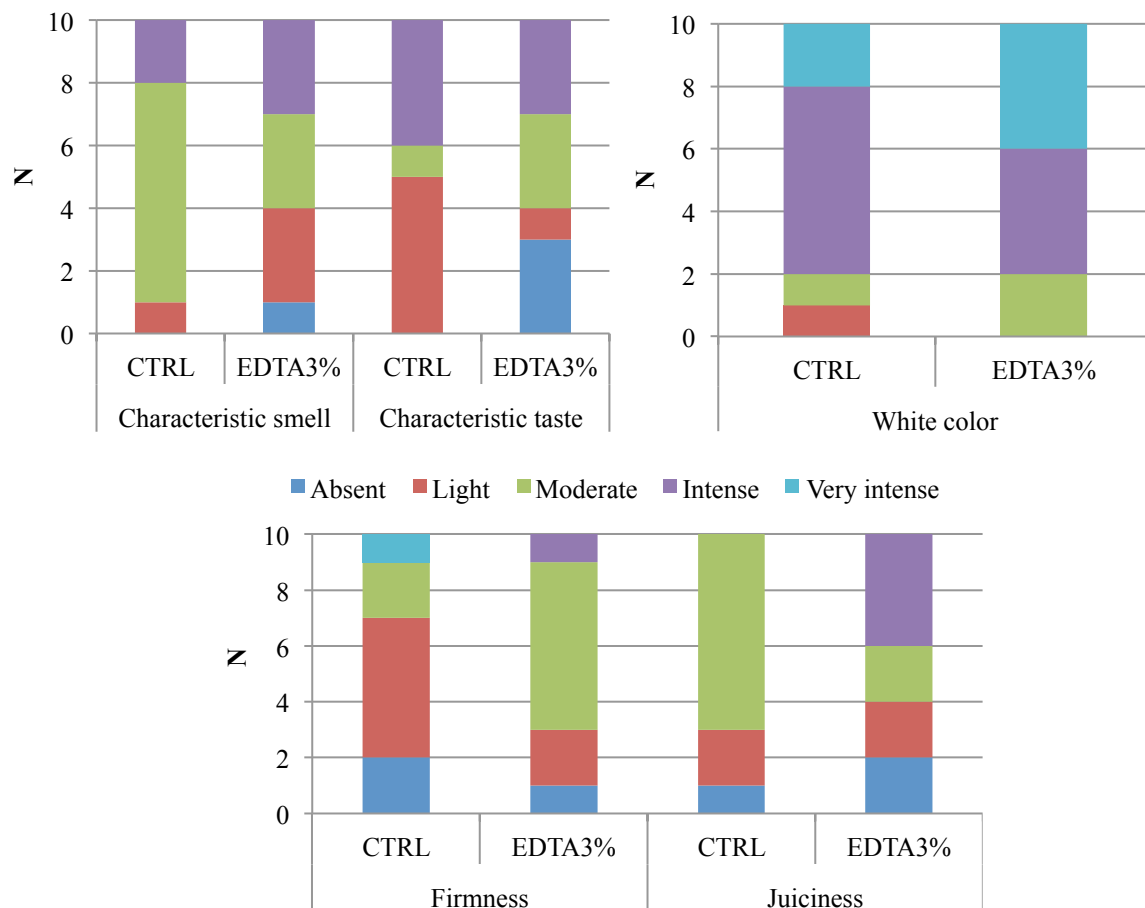 10
8
6
4
2
0
N
CTRL EDTA3% CTRL EDTA3%
Characteristic smell Characteristic taste
10
8
6
4
2
0
N
CTRL EDTA3%
White color
Absent Light Moderate Intense Very intense
10
8
6
4
2
0
N
CTRL EDTA3% CTRL EDTA3%
Firmness Juiciness